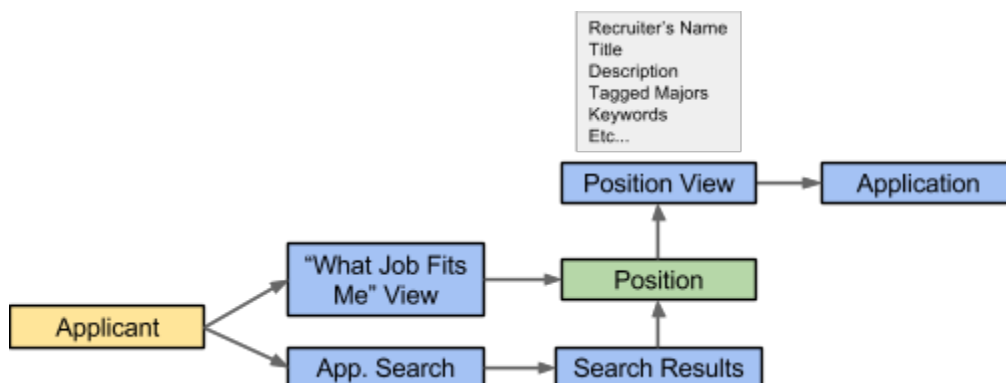 Recruiter's Name
Title
Description
Tagged Majors
Keywords
Etc...
Position View
Application
“What Job Fits
Me” View
Position
Applicant
App. Search
Search Results